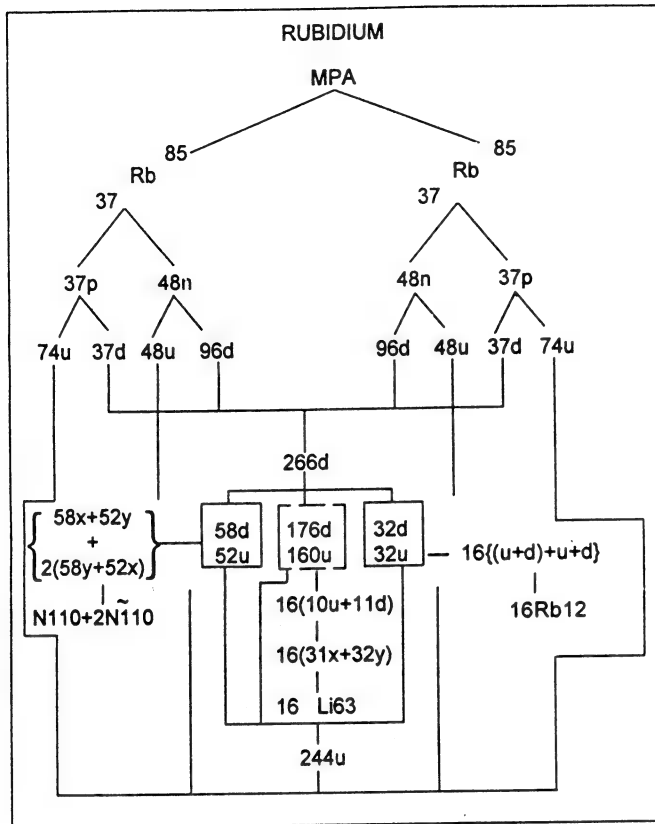 RUBIDIUM
MPA
85 85
Rb Rb
37 37
37p 48n 48n 37p
74u 37d 48u 96d 96d 48u 37d 74u
266d
58x+52y 58d 176d 32d
+ 52u 160u 32u 16{(u+d)+u+d}
2(58y+52x)
N110+2Ñ110 16(10u+11d) 16Rb12
16(31x+32y)
16 Li63
244u